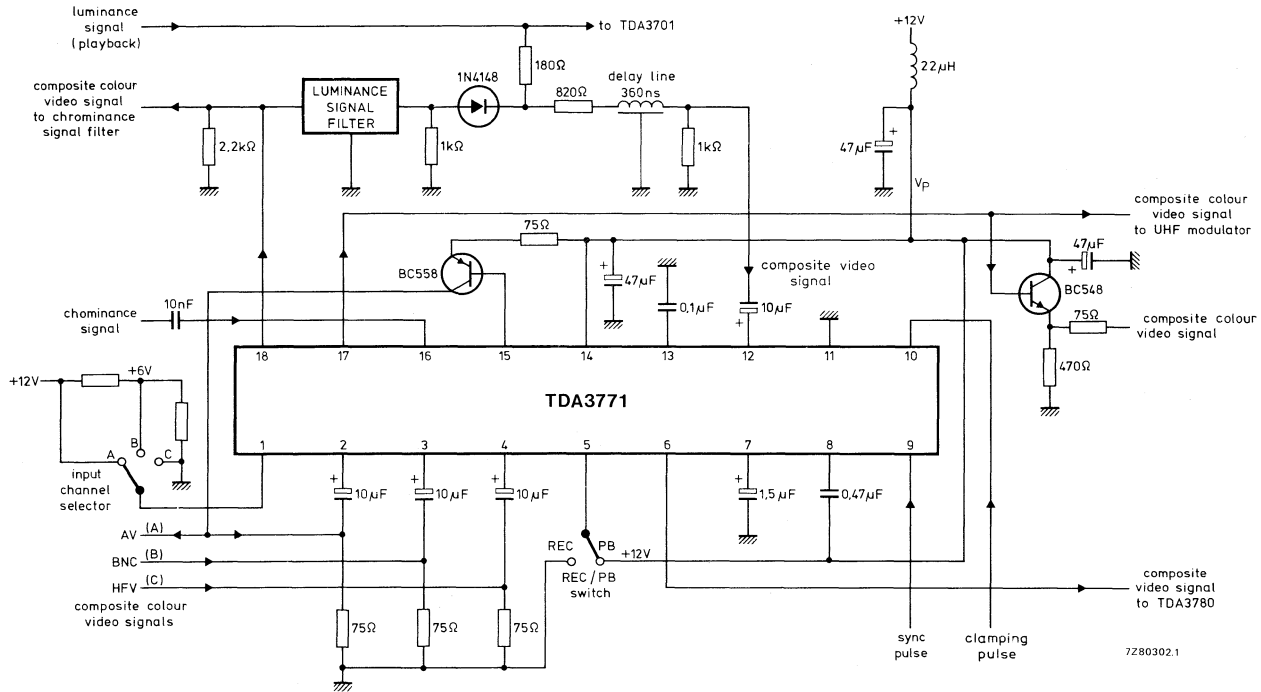 luminance
signal
(playback)
to TDA3701
+12V
180Ω
22µH
1N4148
delay line
360ns
composite colour
video signal
to chrominance
signal filter
LUMINANCE
SIGNAL
FILTER
820Ω
2,2kΩ
1kΩ
1kΩ
47µF
+
VP
composite colour
video signal
to UHF modulator
75Ω
47µF
+
BC558
+
47µF
composite video
signal
BC548
chominance
signal
10nF
0,1µF
10µF
+
75Ω
composite colour
video signal
470Ω
18 17 16 15 14 13 12 11 10
TDA3771
1 2 3 4 5 6 7 8 9
+12V
+6V
B
A
C
input
channel
selector
+
10µF
+
10µF
+
10µF
+
1,5µF
0,47µF
AV (A)
BNC (B)
HFV (C)
composite colour
video signals
REC PB
+12V
REC/PB
switch
composite
video signal
to TDA3780
75Ω
75Ω
75Ω
sync
pulse
clamping
pulse
7Z80302.1